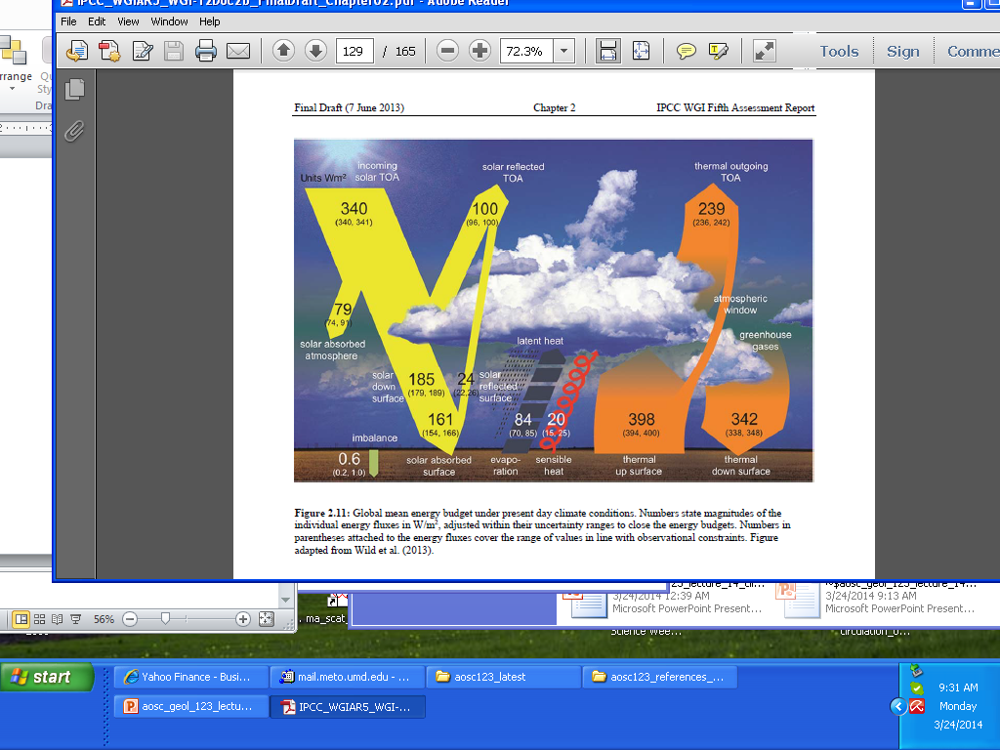 IPCC_WGIAR5_WGI-12Doc2b_FinalDraft_Chapter02.pdf - Adobe Reader
File Edit View Window Help
129 / 165 72.3% Tools Sign Comme
rrange Qu
Sty
Dra
Final Draft (7 June 2013) Chapter 2 IPCC WGI Fifth Assessment Report
Units Wm²
incoming
solar TOA
solar reflected
TOA
thermal outgoing
TOA
340
(340, 341)
100
(96, 100)
239
(236, 242)
79
(74, 91)
solar absorbed
atmosphere
atmospheric
window
greenhouse
gases
latent heat
solar
down
surface
185
(179, 189)
24
(22,26)
solar
reflected
surface
161
(154, 166)
84
(70, 85)
20
(15, 25)
398
(394, 400)
342
(338, 348)
imbalance
0.6
(0.2, 1.0)
solar absorbed
surface
evapo-
ration
sensible
heat
thermal
up surface
thermal
down surface
Figure 2.11: Global mean energy budget under present day climate conditions. Numbers state magnitudes of the
individual energy fluxes in W/m², adjusted within their uncertainty ranges to close the energy budgets. Numbers in
parentheses attached to the energy fluxes cover the range of values in line with observational constraints. Figure
adapted from Wild et al. (2013).
56%
ma_scat_
3/24/2014 12:39 AM
Microsoft PowerPoint Present...
~$aosc_geol_123_lecture_14...
3/24/2014 9:13 AM
Microsoft PowerPoint Present...
Science Wee...
circulation_0...
start
Yahoo Finance - Busi...
mail.meto.umd.edu - ...
aosc123_latest
aosc123_references_...
aosc_geol_123_lectu...
IPCC_WGIAR5_WGI-...
9:31 AM
Monday
3/24/2014